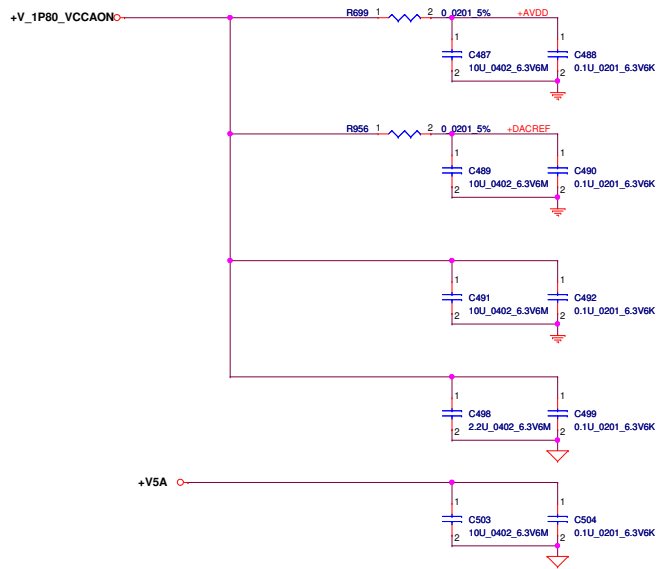 +V_1P80_VCCAON
R699 1 2 0_0201_5% +AVDD
1 1
C487 C488
10U_0402_6.3V6M 0.1U_0201_6.3V6K
2 2
R956 1 2 0_0201_5% +DACREF
1 1
C489 C490
10U_0402_6.3V6M 0.1U_0201_6.3V6K
2 2
1 1
C491 C492
10U_0402_6.3V6M 0.1U_0201_6.3V6K
2 2
1 1
C498 C499
2.2U_0402_6.3V6M 0.1U_0201_6.3V6K
2 2
+V5A
1 1
C503 C504
10U_0402_6.3V6M 0.1U_0201_6.3V6K
2 2